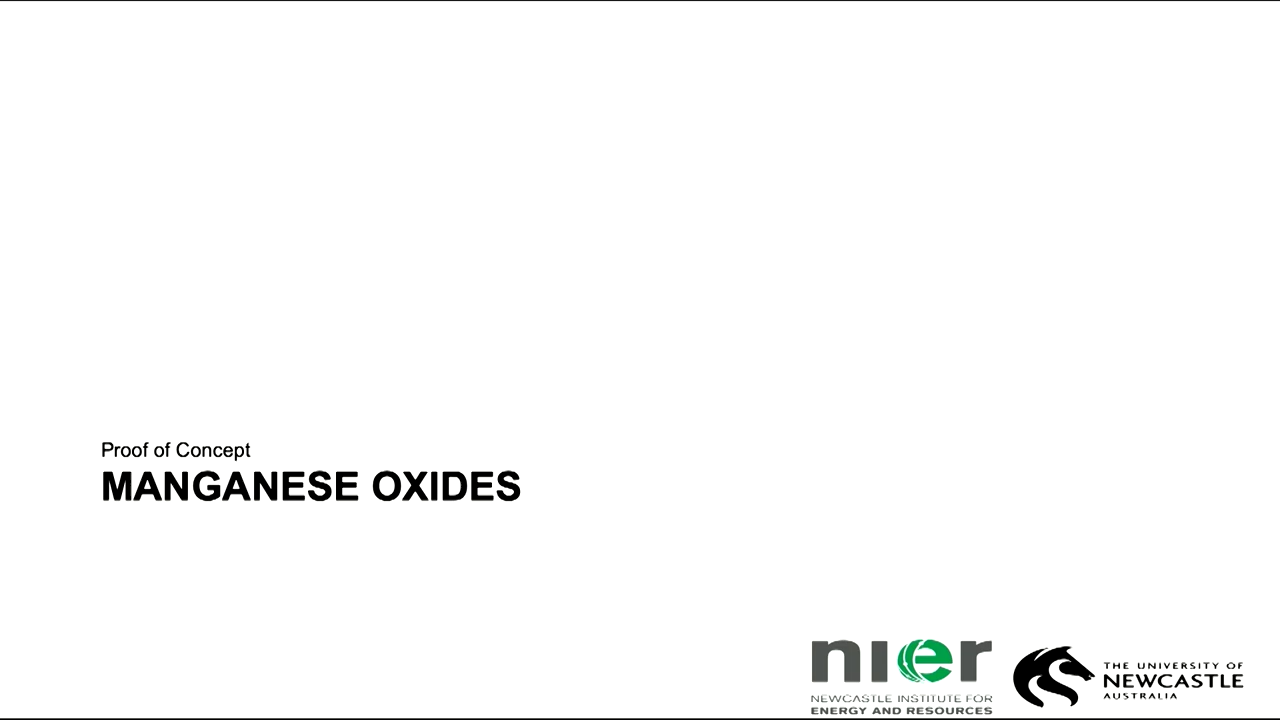 Proof of Concept
MANGANESE OXIDES
nier
NEWCASTLE INSTITUTE FOR
ENERGY AND RESOURCES
THE UNIVERSITY OF
NEWCASTLE
AUSTRALIA